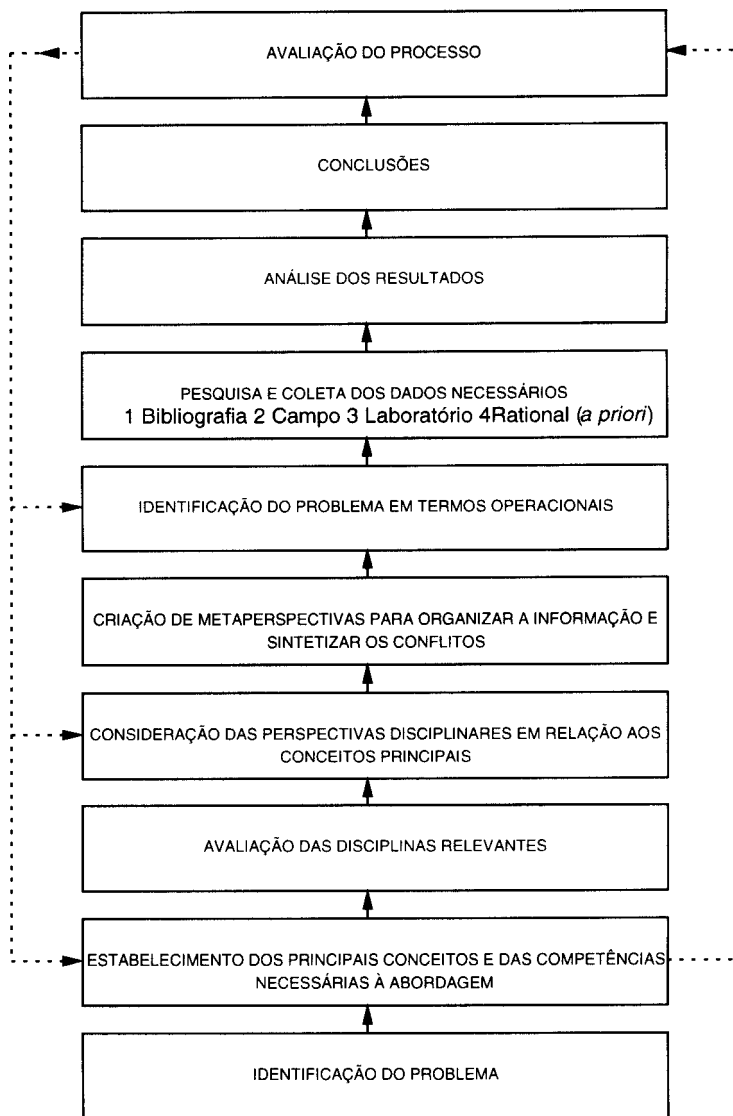 AVALIAÇÃO DO PROCESSO
CONCLUSÕES
ANÁLISE DOS RESULTADOS
PESQUISA E COLETA DOS DADOS NECESSÁRIOS
1 Bibliografia 2 Campo 3 Laboratório 4Rational (a priori)
IDENTIFICAÇÃO DO PROBLEMA EM TERMOS OPERACIONAIS
CRIAÇÃO DE METAPERSPECTIVAS PARA ORGANIZAR A INFORMAÇÃO E
SINTETIZAR OS CONFLITOS
CONSIDERAÇÃO DAS PERSPECTIVAS DISCIPLINARES EM RELAÇÃO AOS
CONCEITOS PRINCIPAIS
AVALIAÇÃO DAS DISCIPLINAS RELEVANTES
ESTABELECIMENTO DOS PRINCIPAIS CONCEITOS E DAS COMPETÊNCIAS
NECESSÁRIAS À ABORDAGEM
IDENTIFICAÇÃO DO PROBLEMA